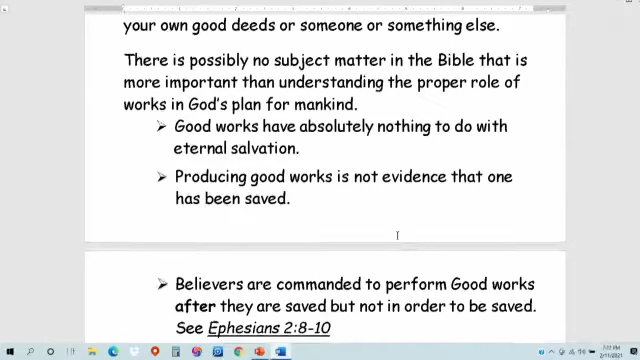 your own good deeds or someone or something else.
There is possibly no subject matter in the Bible that is
more important than understanding the proper role of
works in God's plan for mankind.
➢ Good works have absolutely nothing to do with
eternal salvation.
➢ Producing good works is not evidence that one
has been saved.
➢ Believers are commanded to perform Good works
after they are saved but not in order to be saved.
See Ephesians 2:8-10
2/11/2021